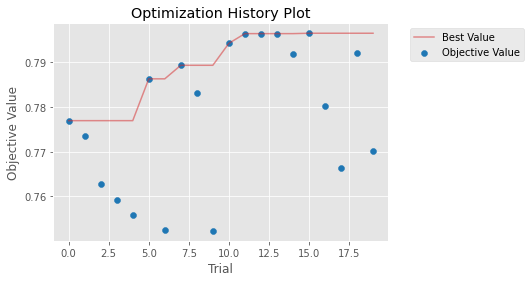 Optimization History Plot
Best Value
Objective Value
0.79
0.78
0.77
0.76
Objective Value
0.0
2.5
5.0
7.5
10.0
12.5
15.0
17.5
Trial